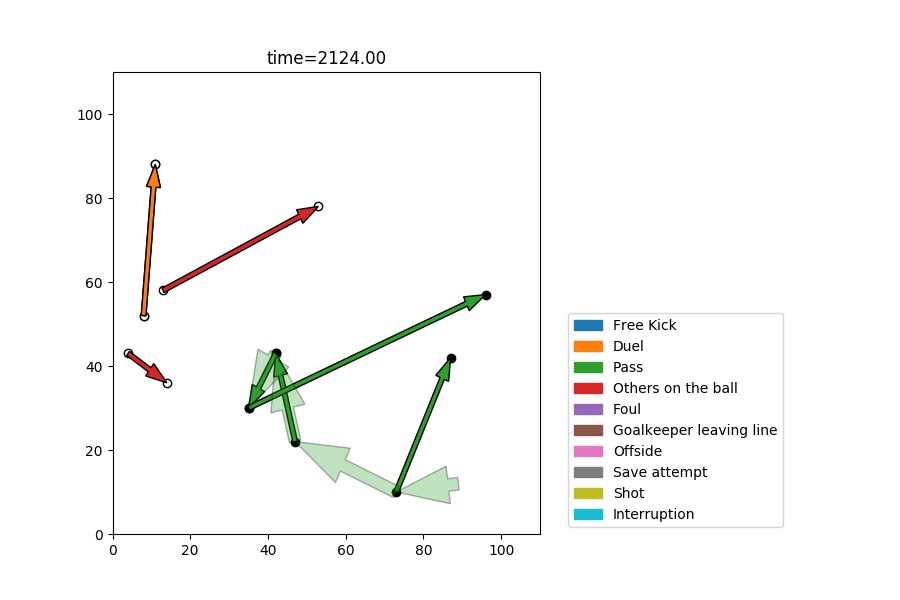 time=2124.00
100
80
60
40
20
0
0 20 40 60 80 100
Free Kick
Duel
Pass
Others on the ball
Foul
Goalkeeper leaving line
Offside
Save attempt
Shot
Interruption